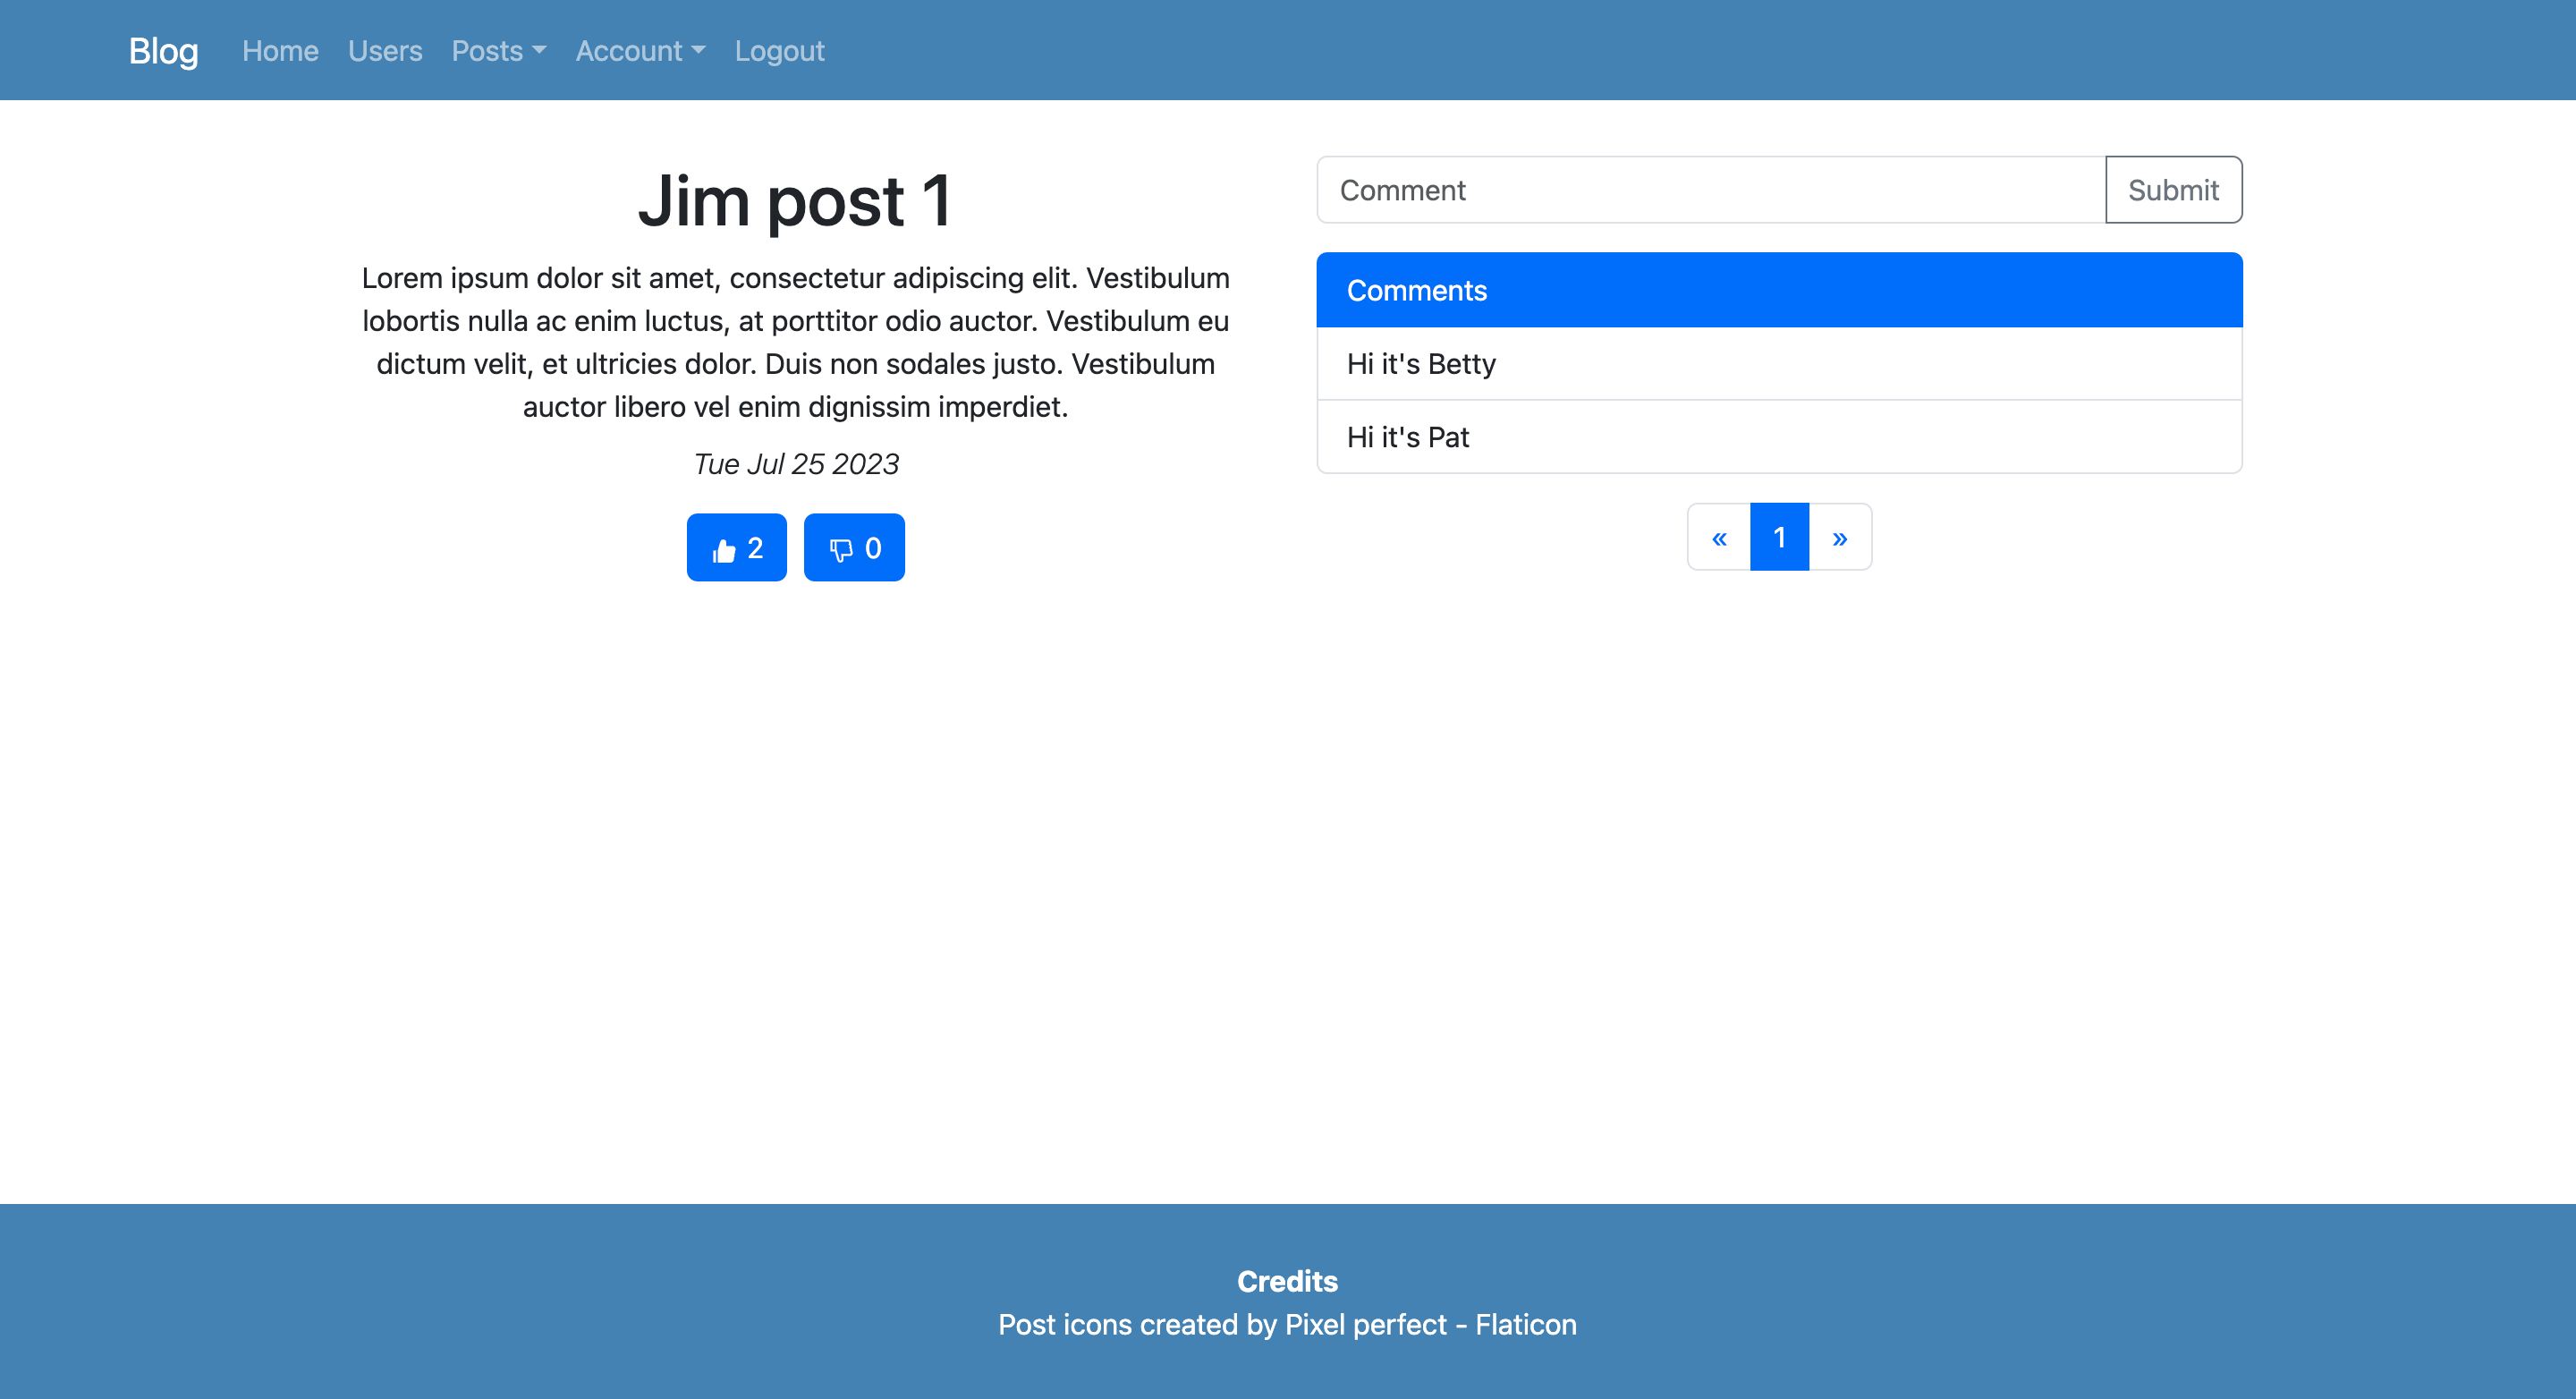 Blog Home Users Posts Account Logout
Jim post 1
Lorem ipsum dolor sit amet, consectetur adipiscing elit. Vestibulum
lobortis nulla ac enim luctus, at porttitor odio auctor. Vestibulum eu
dictum velit, et ultricies dolor. Duis non sodales justo. Vestibulum
auctor libero vel enim dignissim imperdiet.
Tue Jul 25 2023
2 0
Comment Submit
Comments
Hi it's Betty
Hi it's Pat
« 1 »
Credits
Post icons created by Pixel perfect - Flaticon